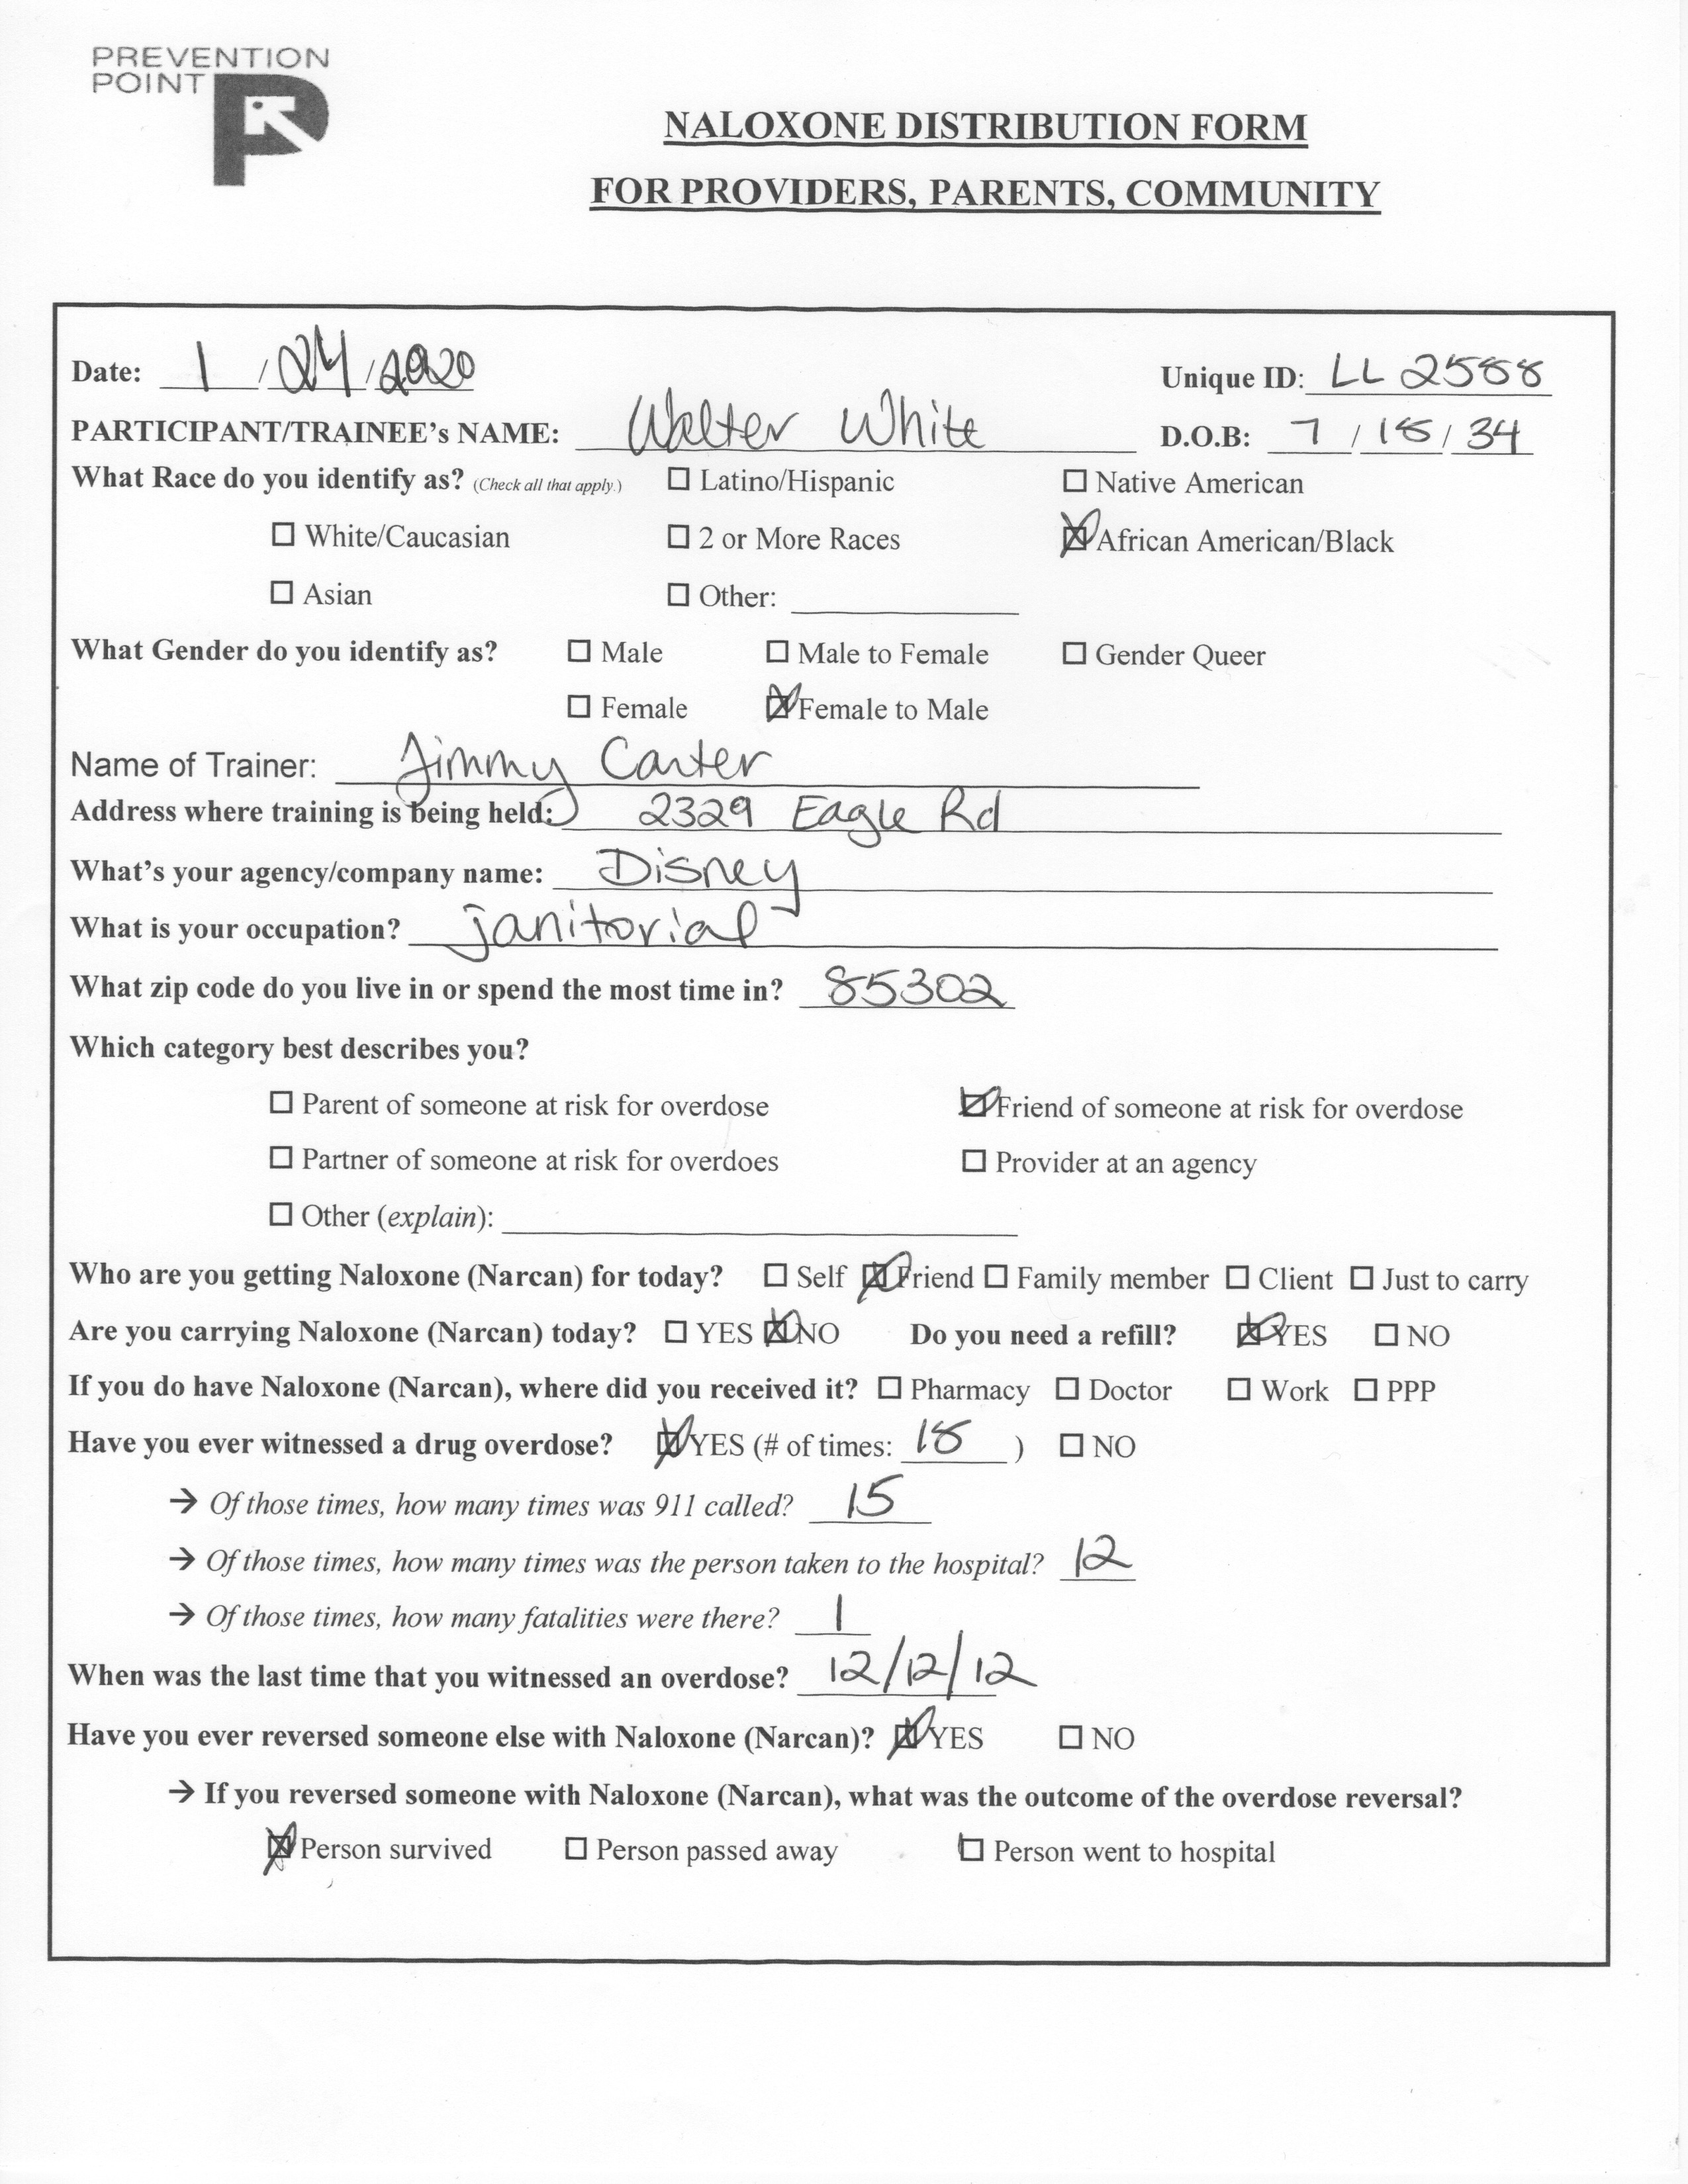 PREVENTION
POINT
NALOXONE DISTRIBUTION FORM
FOR PROVIDERS, PARENTS, COMMUNITY
Date: 1 / 24 / 2020 Unique ID: LL 2588
PARTICIPANT/TRAINEE's NAME: Walter White D.O.B: 7 / 18 / 34
What Race do you identify as? (Check all that apply.) ☐ Latino/Hispanic ☐ Native American
☐ White/Caucasian ☐ 2 or More Races ☒ African American/Black
☐ Asian ☐ Other:
What Gender do you identify as? ☐ Male ☐ Male to Female ☐ Gender Queer
☐ Female ☒ Female to Male
Name of Trainer: Jimmy Carter
Address where training is being held: 2329 Eagle Rd
What's your agency/company name: Disney
What is your occupation? janitorial
What zip code do you live in or spend the most time in? 85302
Which category best describes you?
☐ Parent of someone at risk for overdose ☒ Friend of someone at risk for overdose
☐ Partner of someone at risk for overdoes ☐ Provider at an agency
☐ Other (explain):
Who are you getting Naloxone (Narcan) for today? ☐ Self ☒ Friend ☐ Family member ☐ Client ☐ Just to carry
Are you carrying Naloxone (Narcan) today? ☐ YES ☒ NO Do you need a refill? ☒ YES ☐ NO
If you do have Naloxone (Narcan), where did you received it? ☐ Pharmacy ☐ Doctor ☐ Work ☐ PPP
Have you ever witnessed a drug overdose? ☒ YES (# of times: 18 ) ☐ NO
→ Of those times, how many times was 911 called? 15
→ Of those times, how many times was the person taken to the hospital? 12
→ Of those times, how many fatalities were there? 1
When was the last time that you witnessed an overdose? 12/12/12
Have you ever reversed someone else with Naloxone (Narcan)? ☒ YES ☐ NO
→ If you reversed someone with Naloxone (Narcan), what was the outcome of the overdose reversal?
☒ Person survived ☐ Person passed away ☐ Person went to hospital